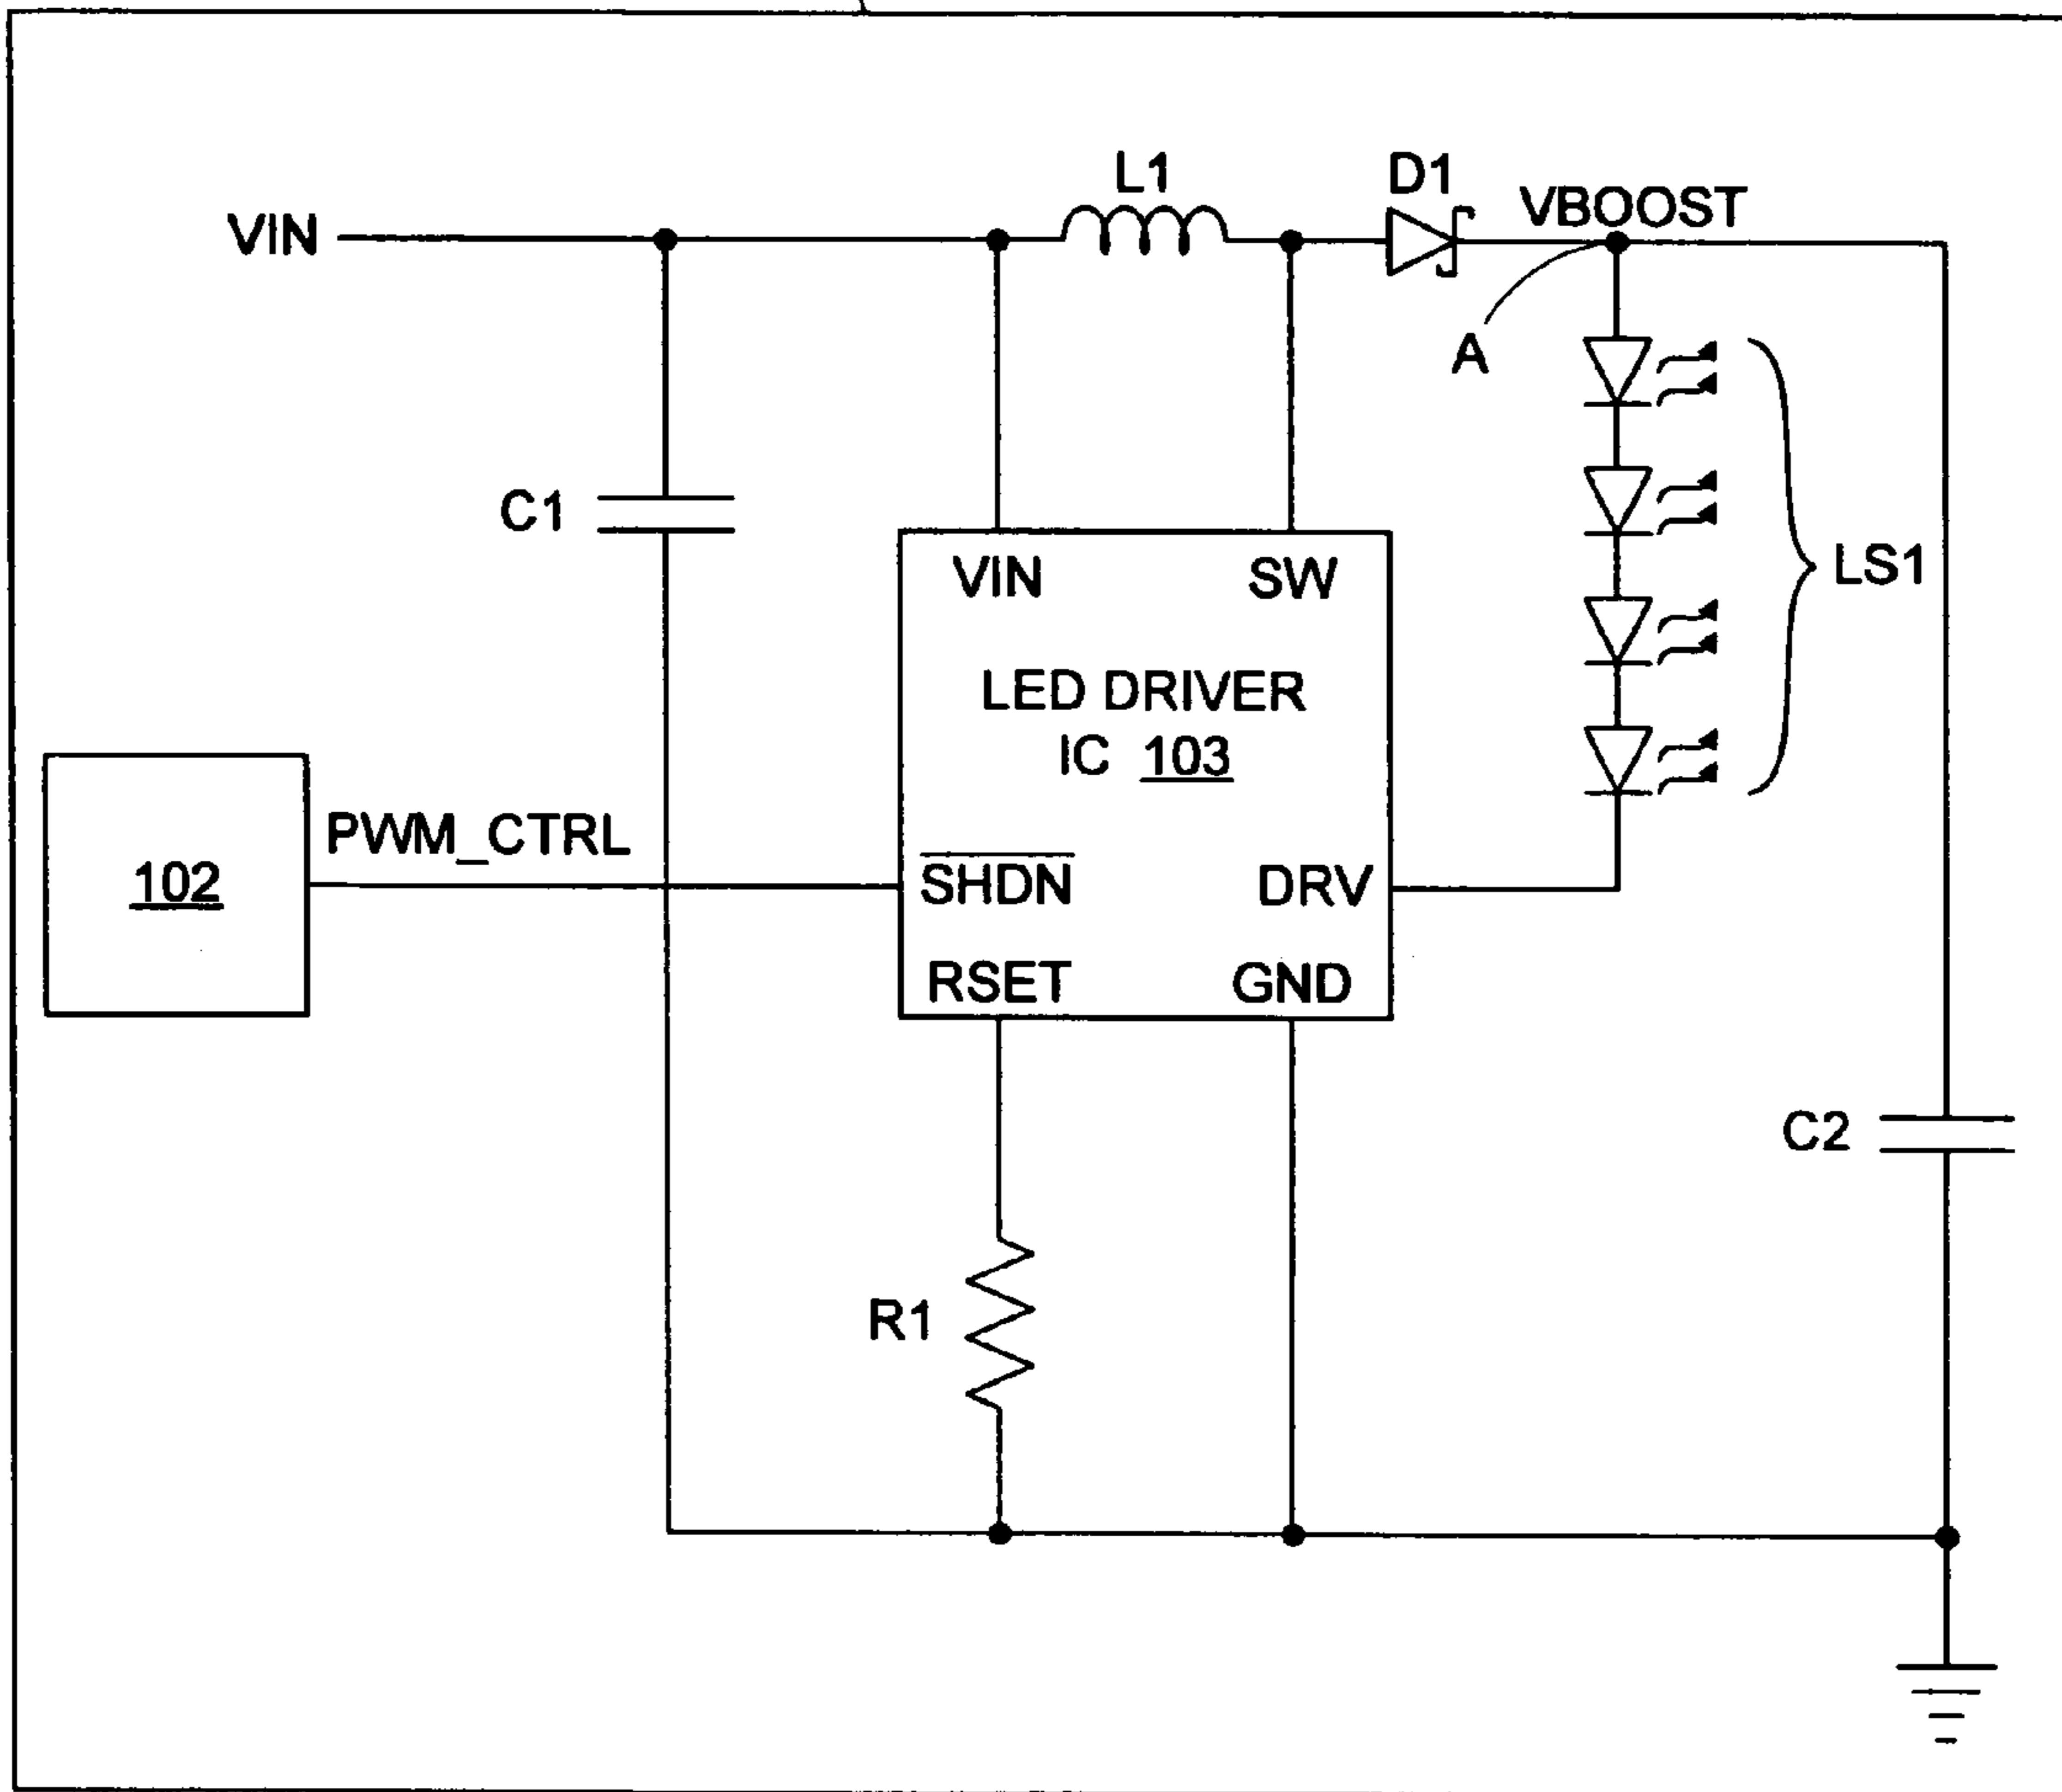 L1
D1
VBOOST
VIN
A
C1
VIN
SW
LS1
LED DRIVER
IC 103
PWM_CTRL
102
SHDN
DRV
RSET
GND
C2
R1